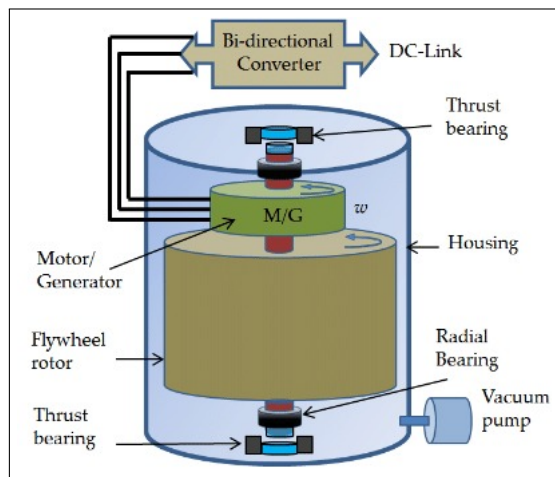 Bi-directional
Converter
DC-Link
Thrust
bearing
M/G
w
Motor/
Generator
Housing
Flywheel
rotor
Radial
Bearing
Thrust
bearing
Vacuum
pump